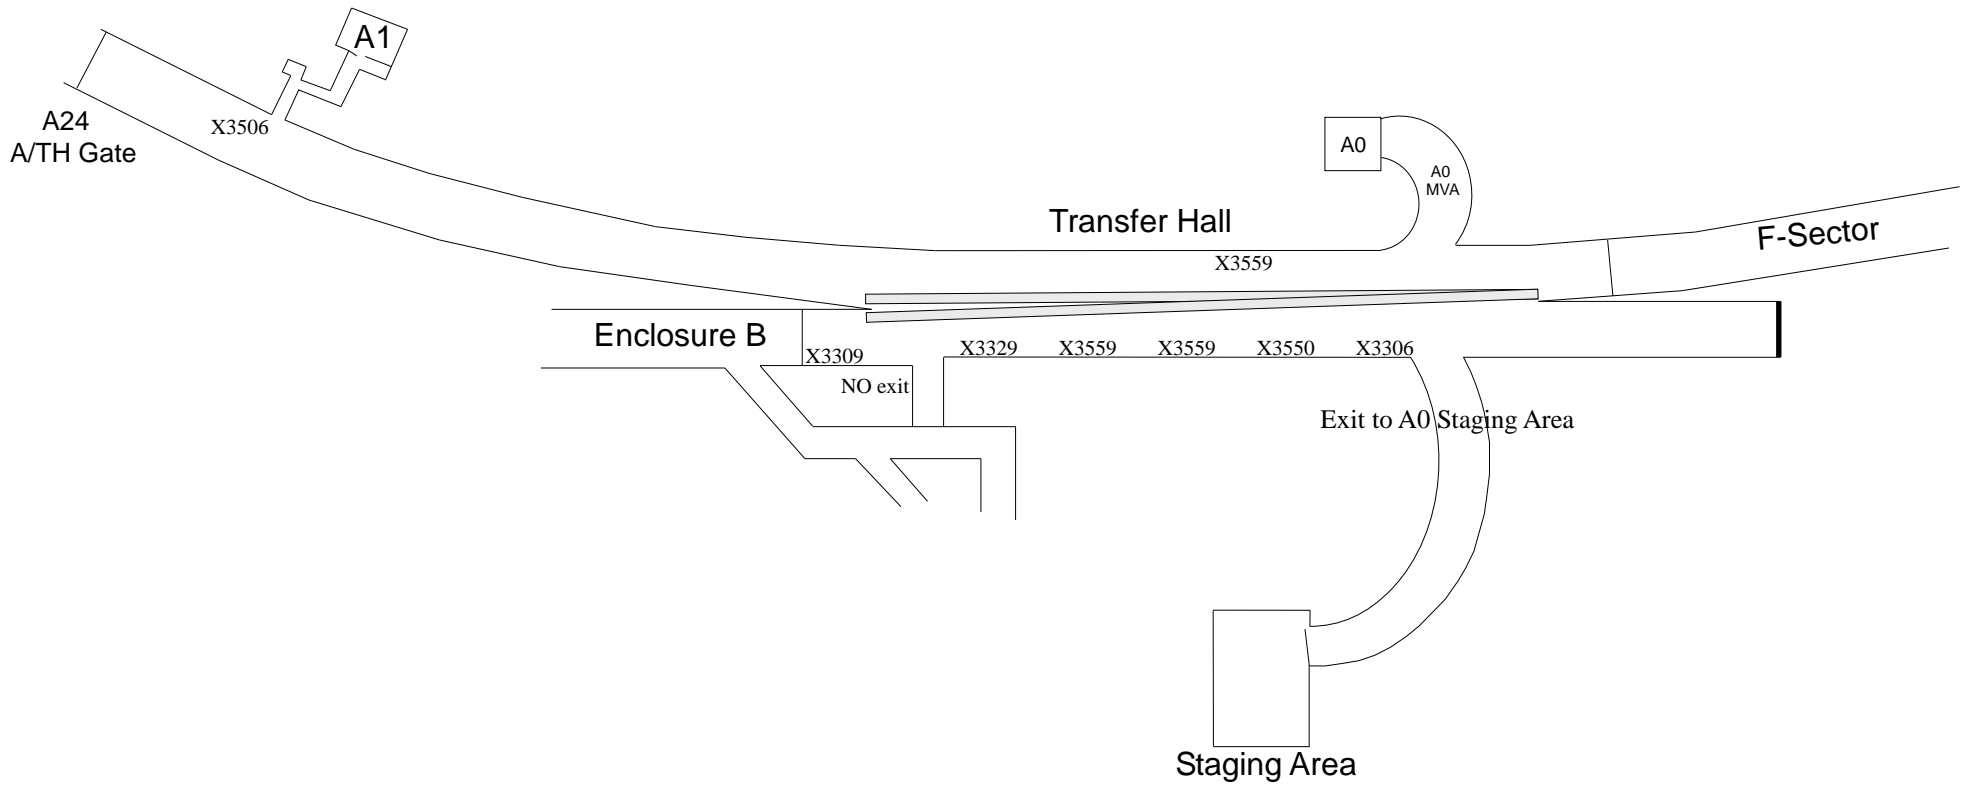 A1
A24
A/TH Gate
X3506
A0
A0
MVA
Transfer Hall
F-Sector
X3559
Enclosure B
X3309
X3329
X3559
X3559
X3550
X3306
NO exit
Exit to A0 Staging Area
Staging Area